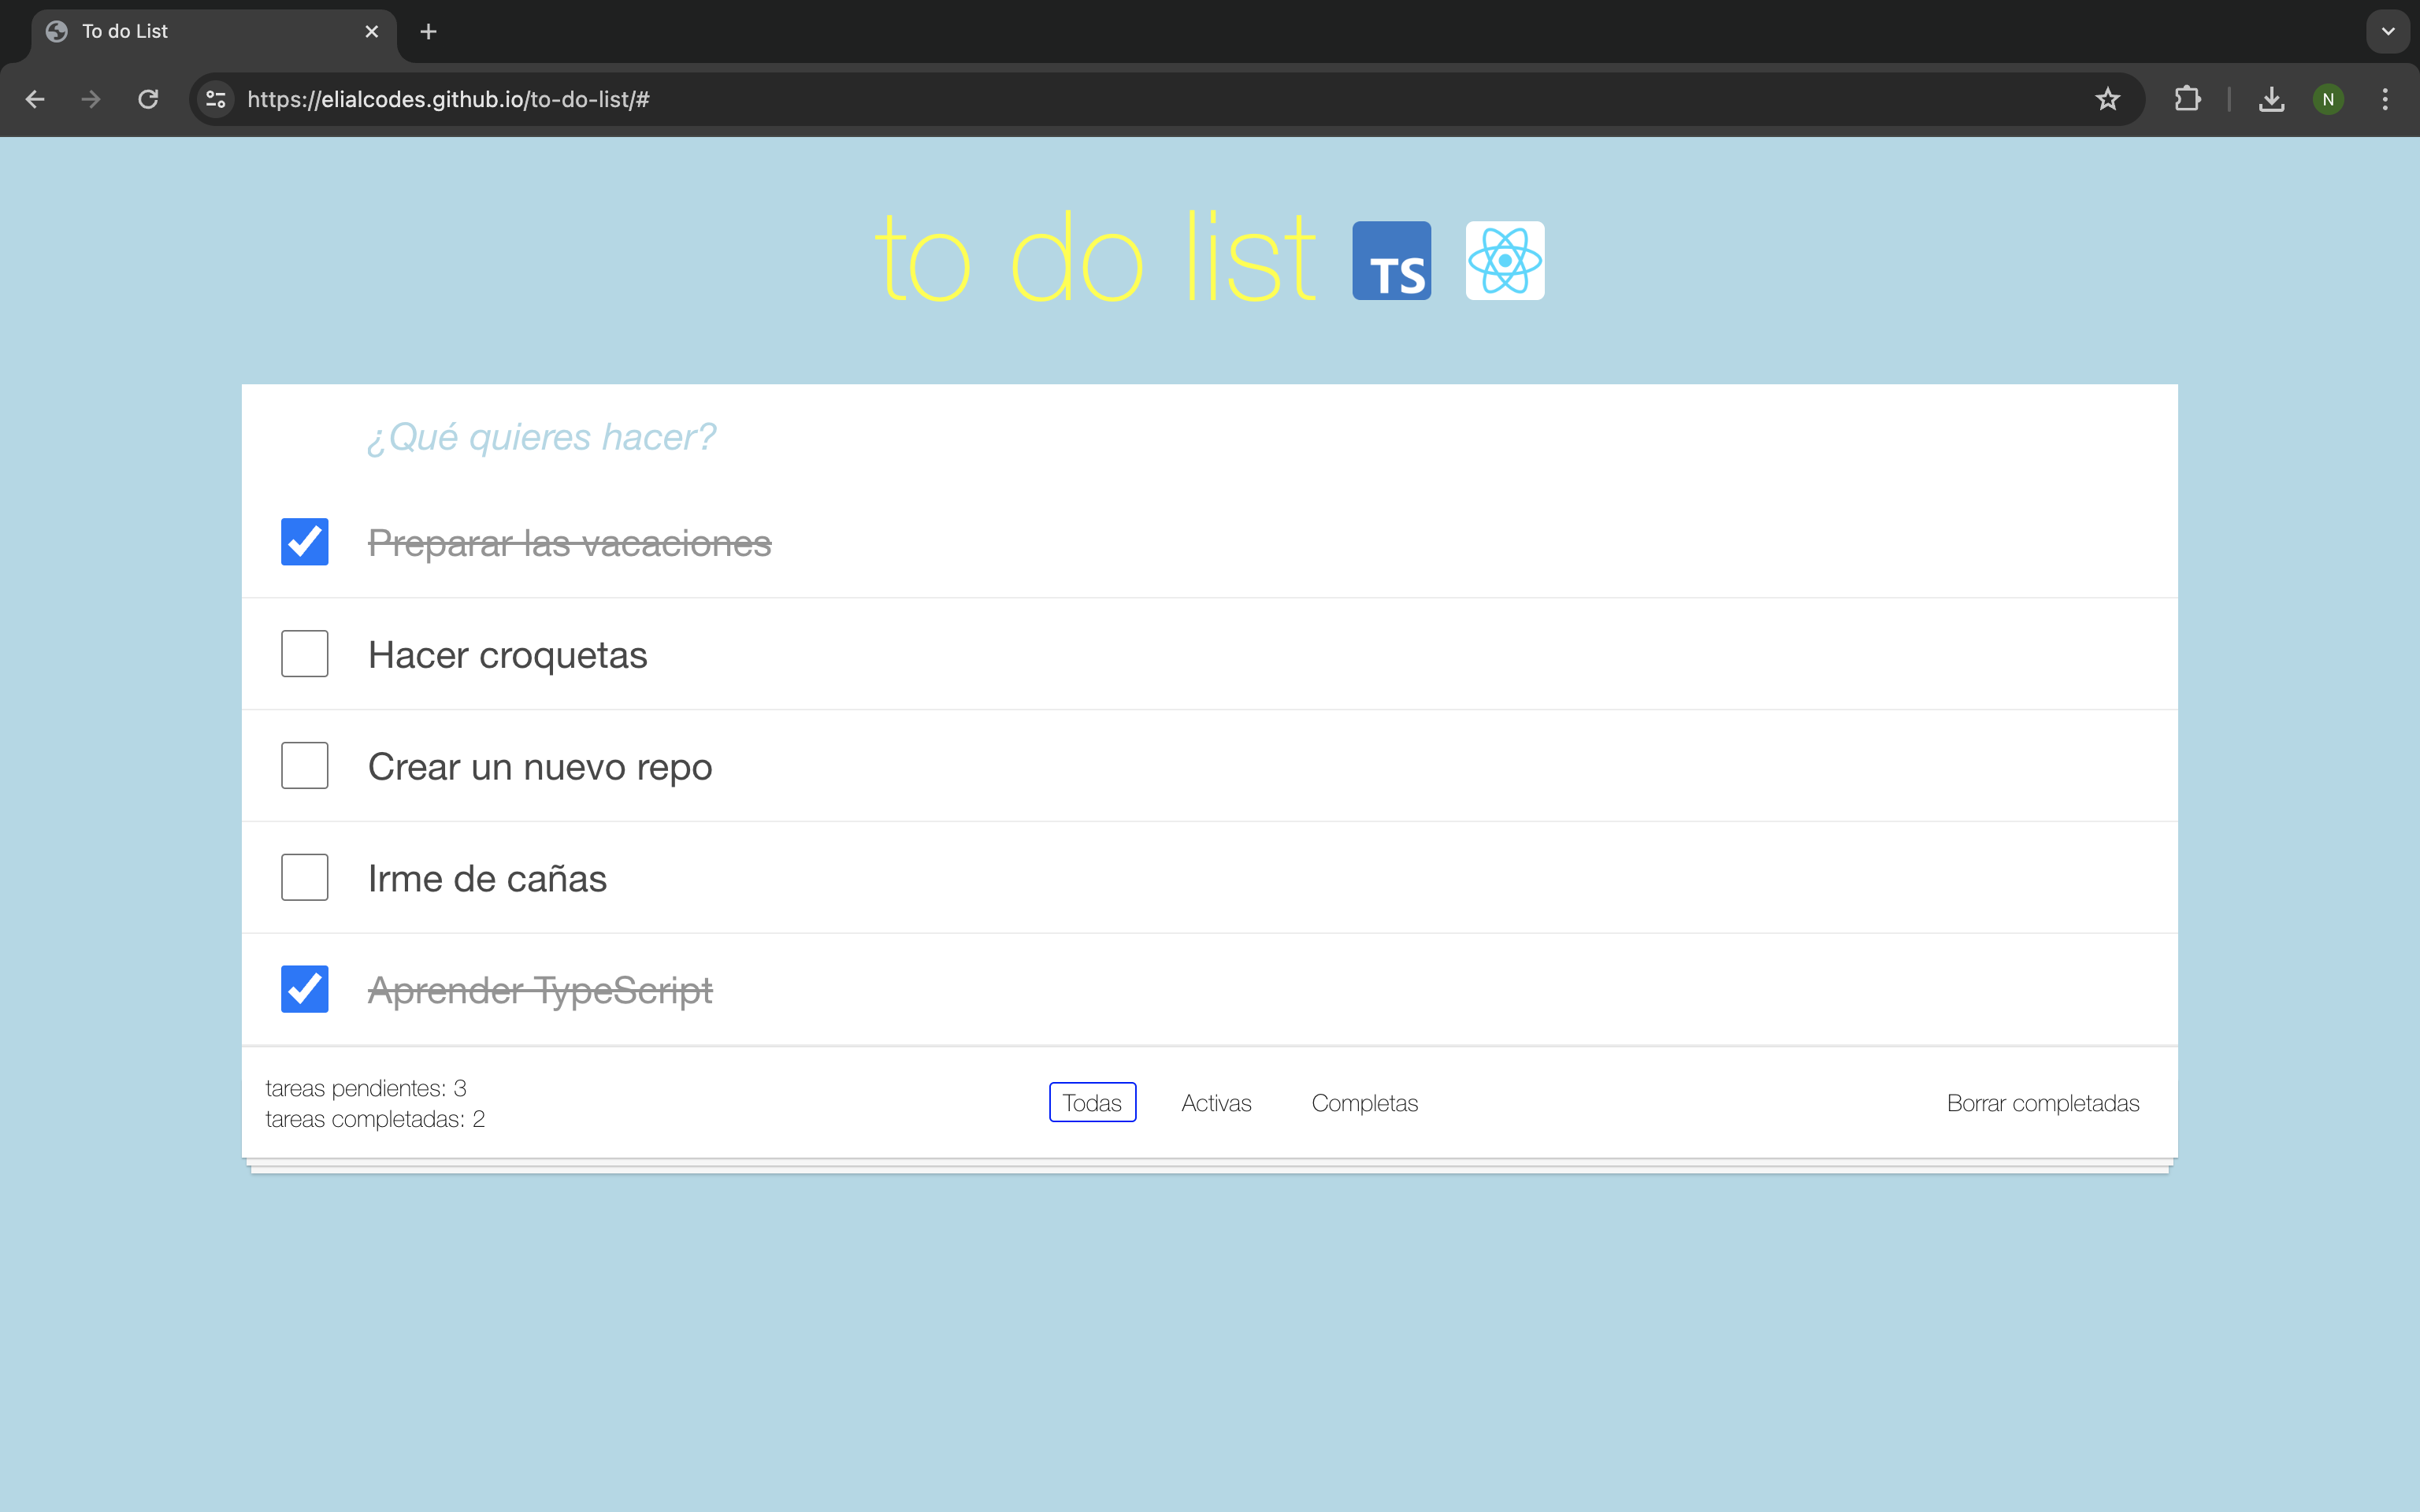 To do List
https://elialcodes.github.io/to-do-list/#
N
to do list TS
¿Qué quieres hacer?
Preparar las vacaciones
Hacer croquetas
Crear un nuevo repo
Irme de cañas
Aprender TypeScript
tareas pendientes: 3
tareas completadas: 2
Todas Activas Completas Borrar completadas